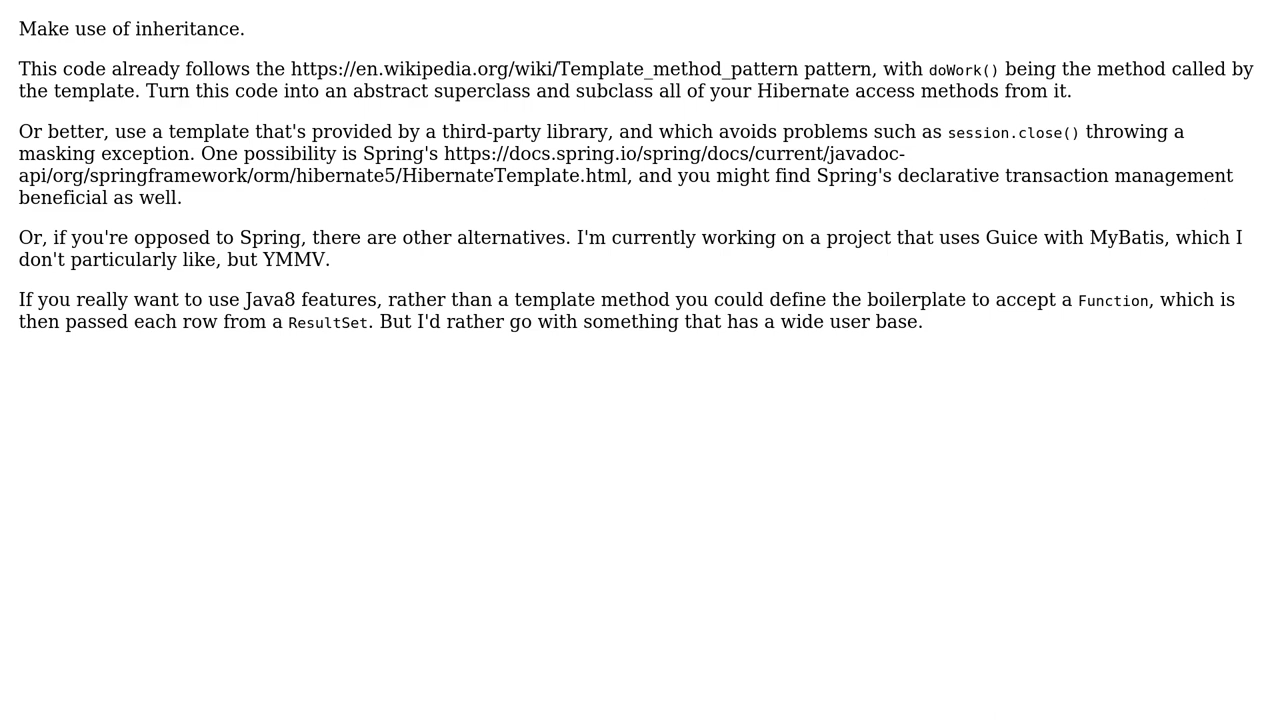 Make use of inheritance.
This code already follows the https://en.wikipedia.org/wiki/Template_method_pattern pattern, with doWork() being the method called by
the template. Turn this code into an abstract superclass and subclass all of your Hibernate access methods from it.
Or better, use a template that's provided by a third-party library, and which avoids problems such as session.close() throwing a
masking exception. One possibility is Spring's https://docs.spring.io/spring/docs/current/javadoc-
api/org/springframework/orm/hibernate5/HibernateTemplate.html, and you might find Spring's declarative transaction management
beneficial as well.
Or, if you're opposed to Spring, there are other alternatives. I'm currently working on a project that uses Guice with MyBatis, which I
don't particularly like, but YMMV.
If you really want to use Java8 features, rather than a template method you could define the boilerplate to accept a Function, which is
then passed each row from a ResultSet. But I'd rather go with something that has a wide user base.